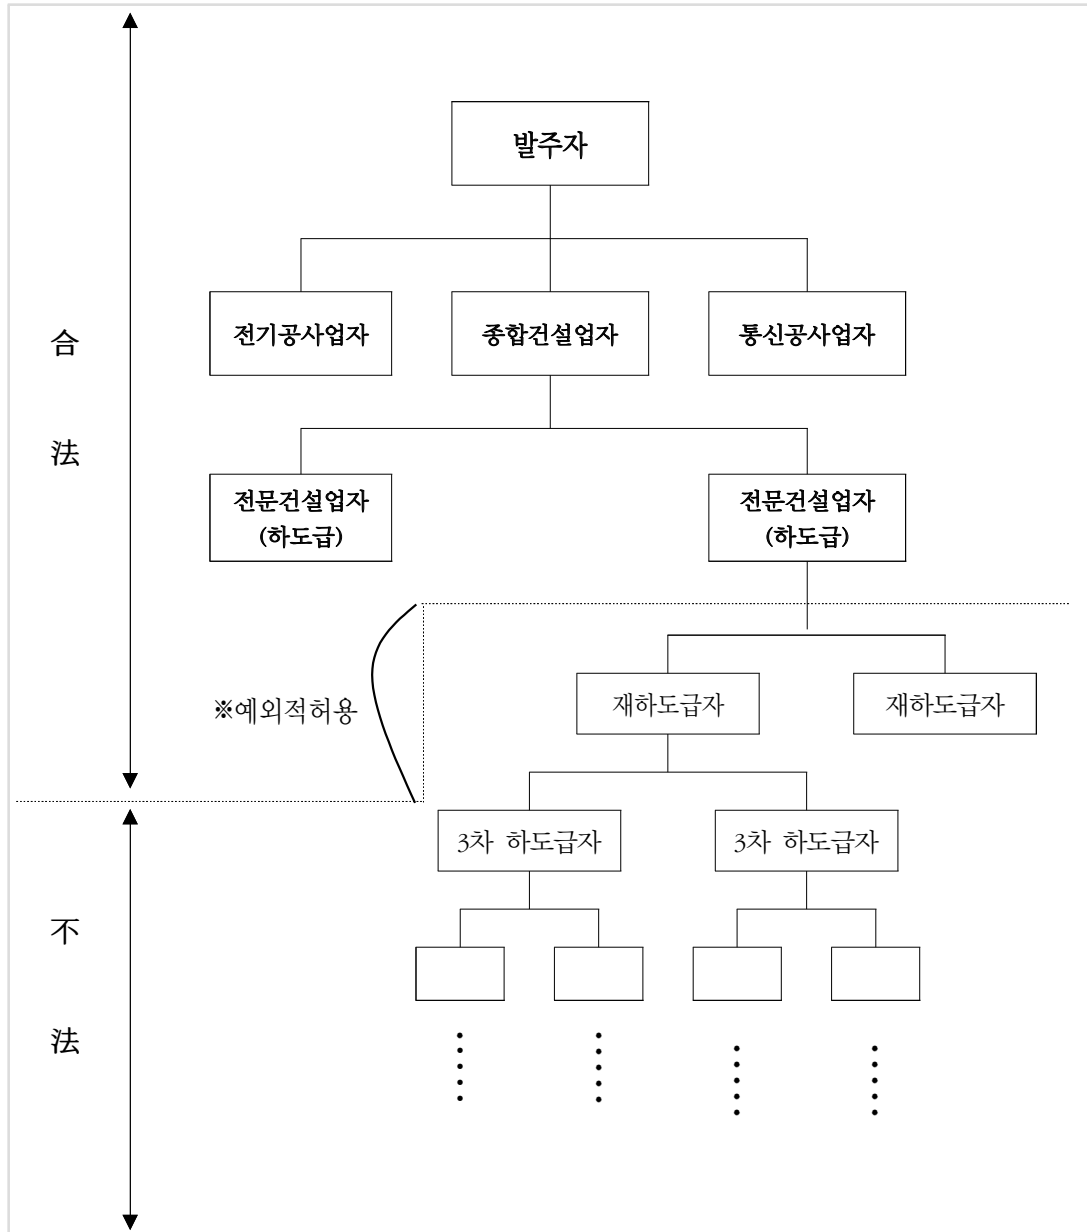 발주자
전기공사업자
종합건설업자
통신공사업자
合
法
전문건설업자
(하도급)
전문건설업자
(하도급)
※예외적허용
재하도급자
재하도급자
3차 하도급자
3차 하도급자
不
法